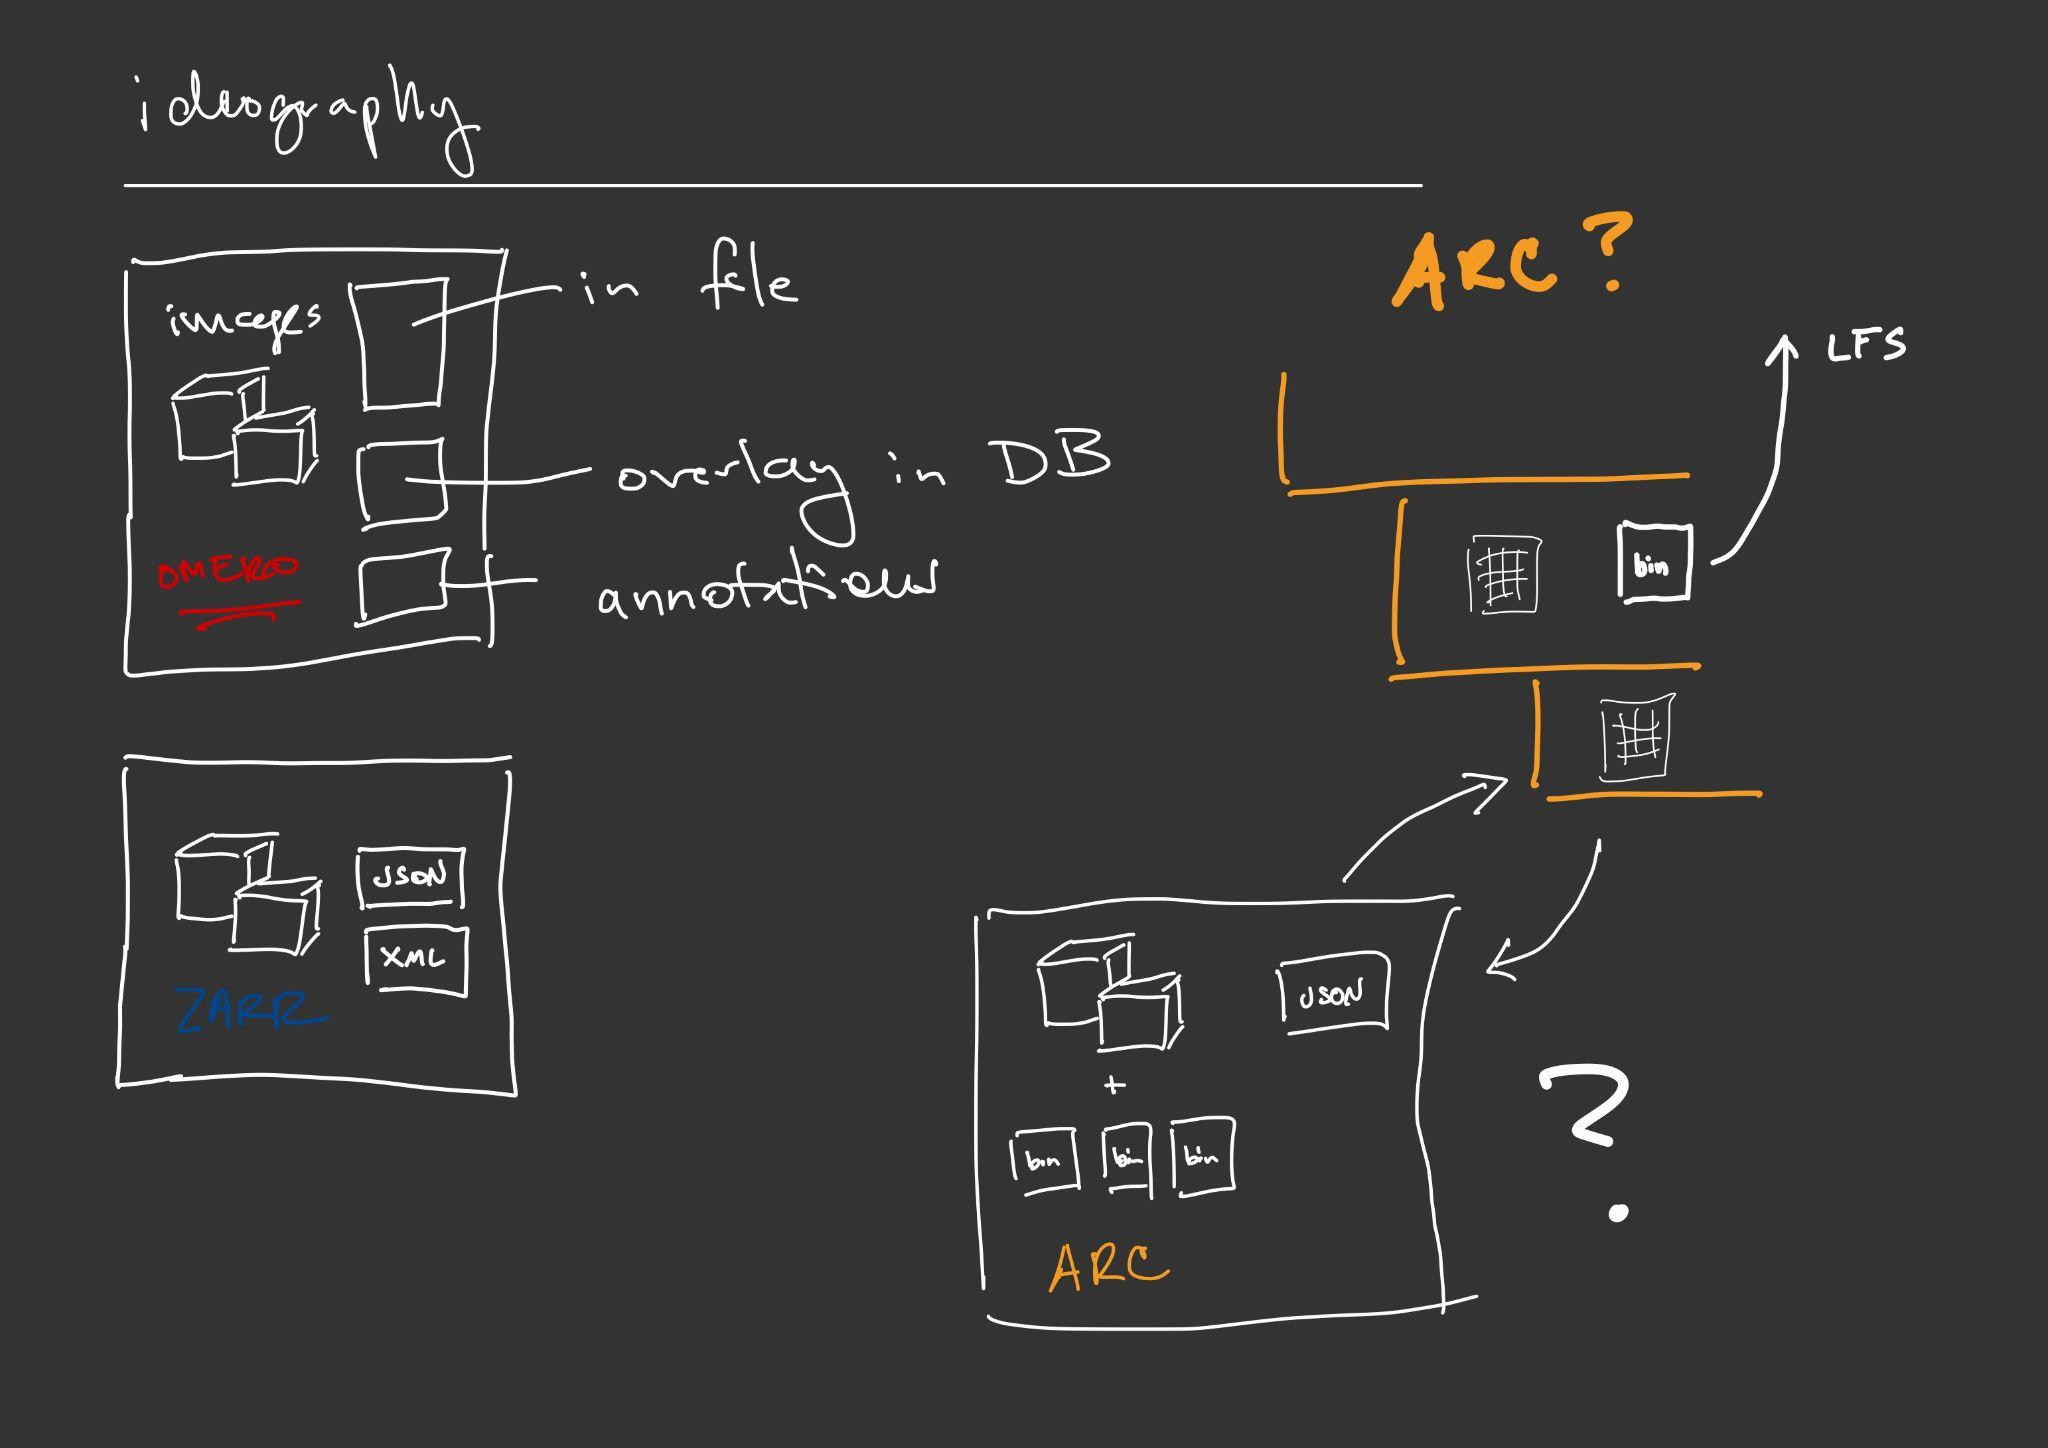 ideography
ARC?
images
in file
LFS
overlay in DB
bin
OMERO
annotations
JSON
XML
ZARR
JSON
+
bin bin bin
ARC
?